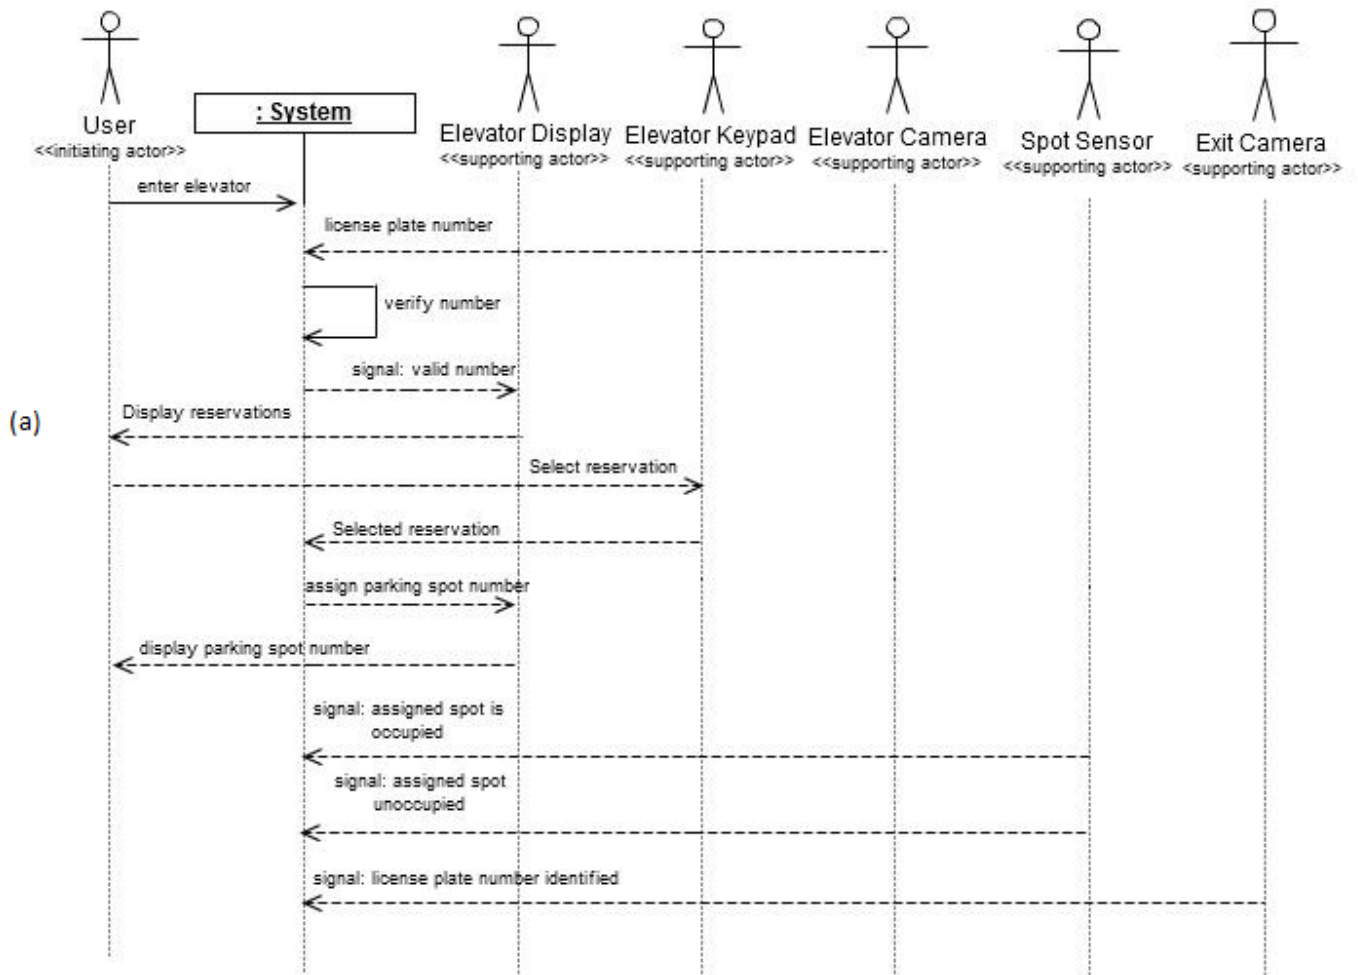 : System
User
<<initiating actor>>
Elevator Display
<<supporting actor>>
Elevator Keypad
<<supporting actor>>
Elevator Camera
<<supporting actor>>
Spot Sensor
<<supporting actor>>
Exit Camera
<supporting actor>>
enter elevator
license plate number
verify number
signal: valid number
Display reservations
(a)
Select reservation
Selected reservation
assign parking spot number
display parking spot number
signal: assigned spot is
occupied
signal: assigned spot
unoccupied
signal: license plate number identified